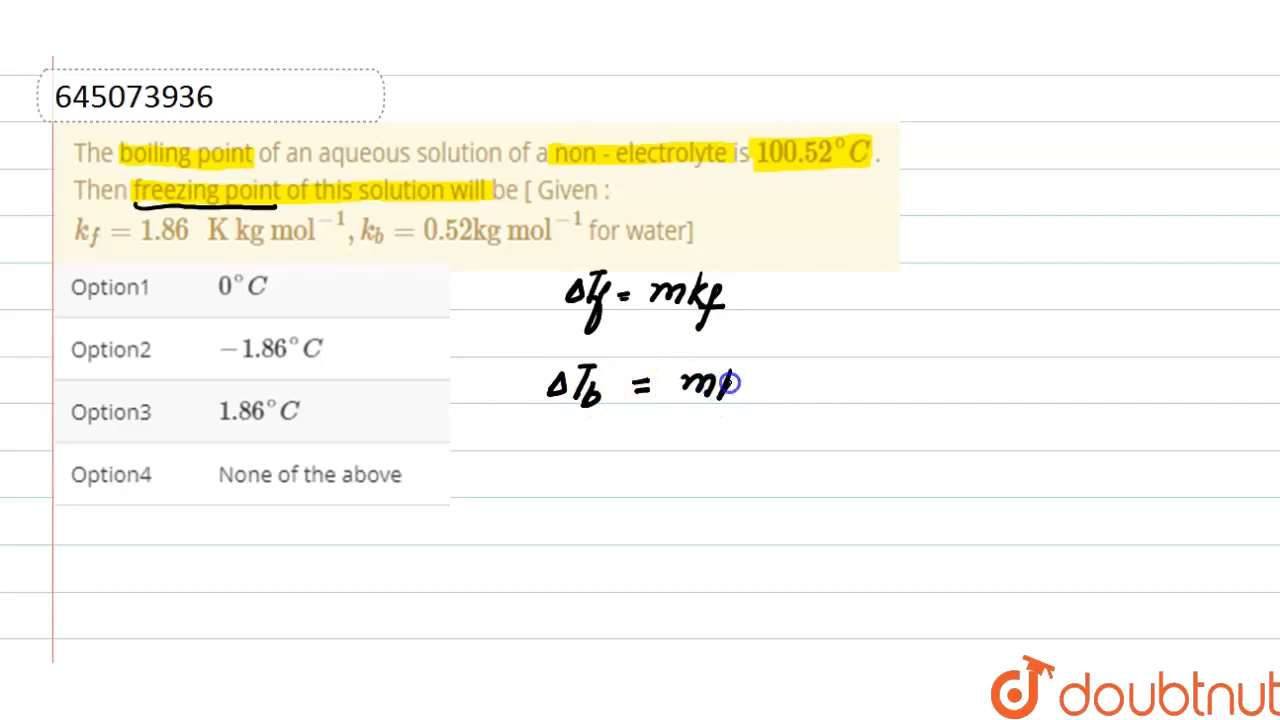 645073936
The boiling point of an aqueous solution of a non - electrolyte is 100.52°C .
Then freezing point of this solution will be [ Given :
k_f = 1.86 K kg mol⁻¹, k_b = 0.52kg mol⁻¹ for water]
Option1 0°C
Option2 −1.86°C
Option3 1.86°C
Option4 None of the above
ΔTf = mkf
ΔTb = m
doubtnut